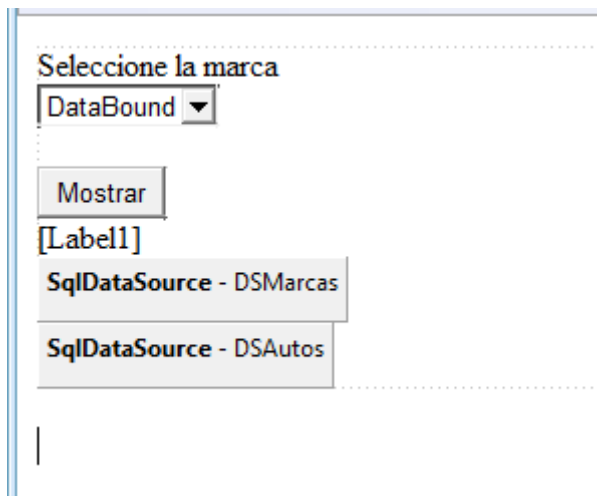 Seleccione la marca
DataBound
Mostrar
[Label1]
SqlDataSource - DSMarcas
SqlDataSource - DSAutos